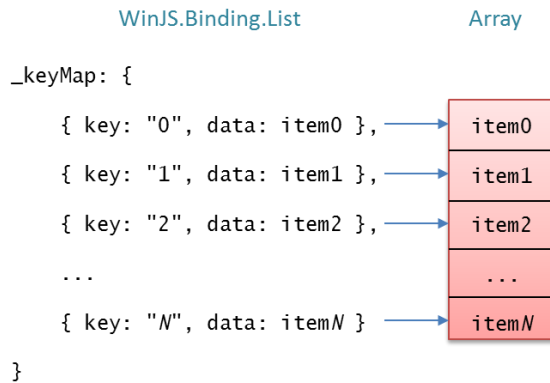 WinJS.Binding.List Array
_keyMap: {
{ key: "0", data: item0 }, item0
{ key: "1", data: item1 }, item1
{ key: "2", data: item2 }, item2
... ...
{ key: "N", data: itemN } itemN
}